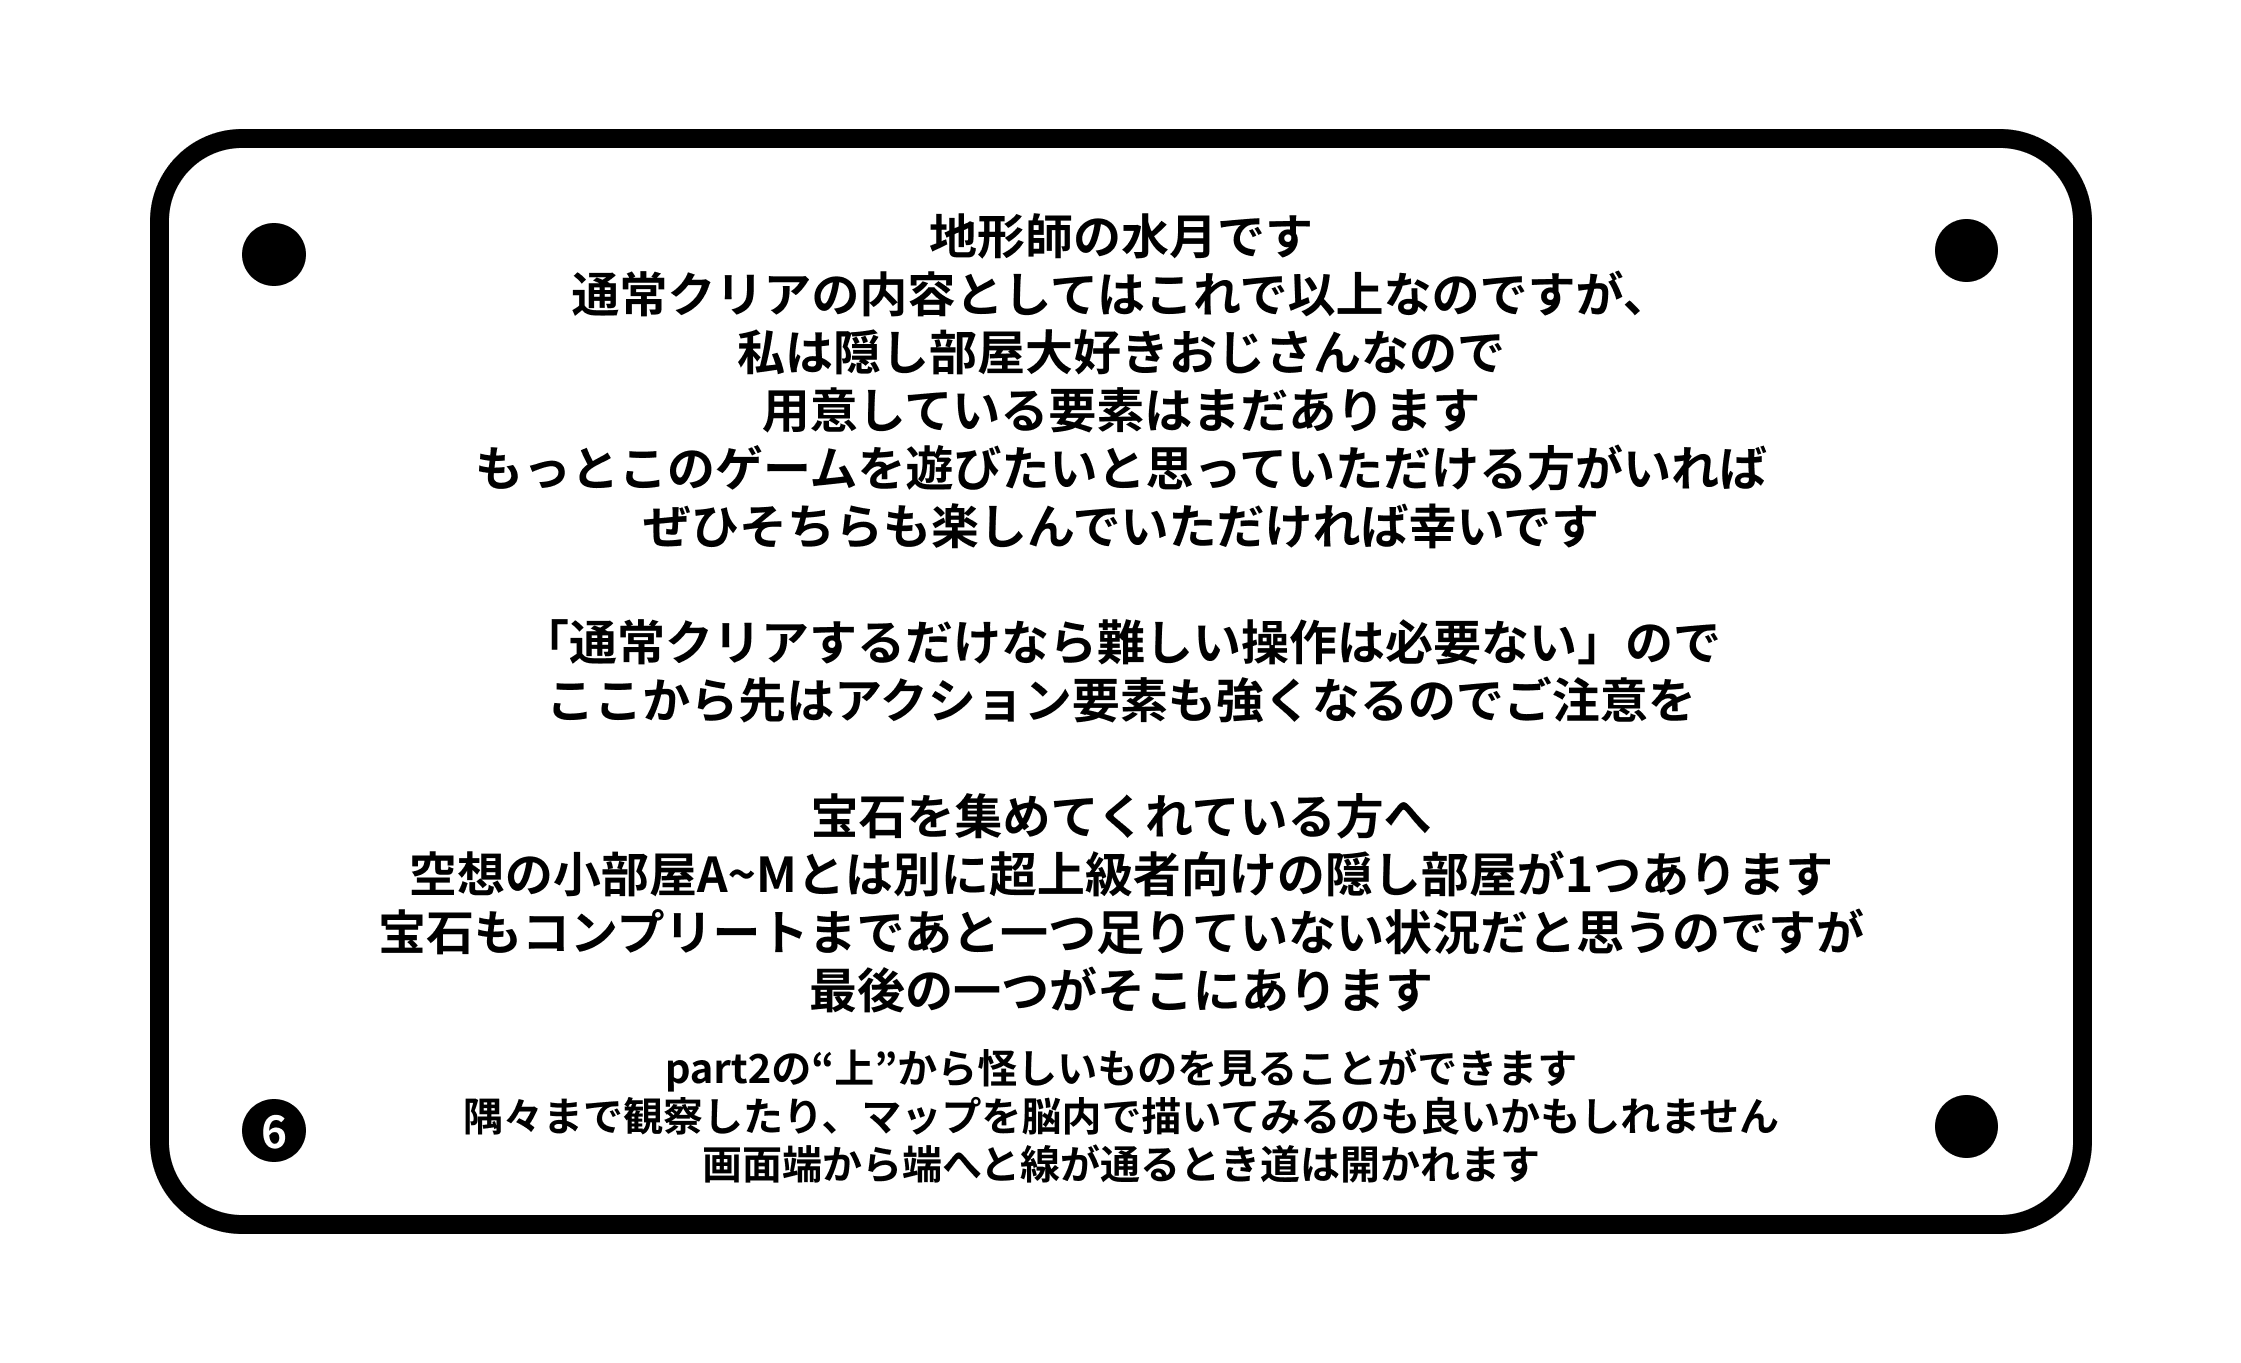 地形師の水月です
通常クリアの内容としてはこれで以上なのですが、
私は隠し部屋大好きおじさんなので
用意している要素はまだあります
もっとこのゲームを遊びたいと思っていただける方がいれば
ぜひそちらも楽しんでいただければ幸いです
「通常クリアするだけなら難しい操作は必要ない」ので
ここから先はアクション要素も強くなるのでご注意を
宝石を集めてくれている方へ
空想の小部屋A~Mとは別に超上級者向けの隠し部屋が1つあります
宝石もコンプリートまであと一つ足りていない状況だと思うのですが
最後の一つがそこにあります
part2の“上”から怪しいものを見ることができます
隅々まで観察したり、マップを脳内で描いてみるのも良いかもしれません
画面端から端へと線が通るとき道は開かれます
6